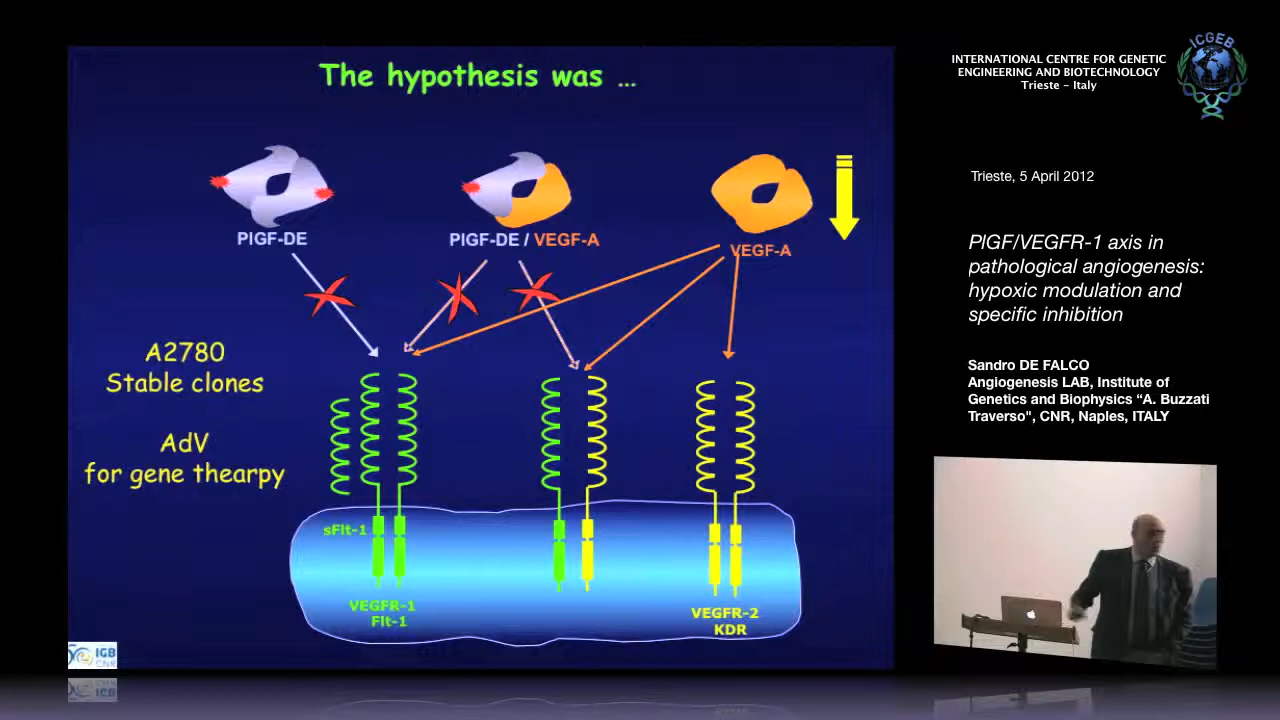 The hypothesis was ...
PlGF-DE
PlGF-DE / VEGF-A
VEGF-A
A2780
Stable clones
AdV
for gene thearpy
sFlt-1
VEGFR-1
Flt-1
VEGFR-2
KDR
IGB
CNR
INTERNATIONAL CENTRE FOR GENETIC
ENGINEERING AND BIOTECHNOLOGY
Trieste - Italy
ICGEB
Trieste, 5 April 2012
PlGF/VEGFR-1 axis in
pathological angiogenesis:
hypoxic modulation and
specific inhibition
Sandro DE FALCO
Angiogenesis LAB, Institute of
Genetics and Biophysics “A. Buzzati
Traverso", CNR, Naples, ITALY